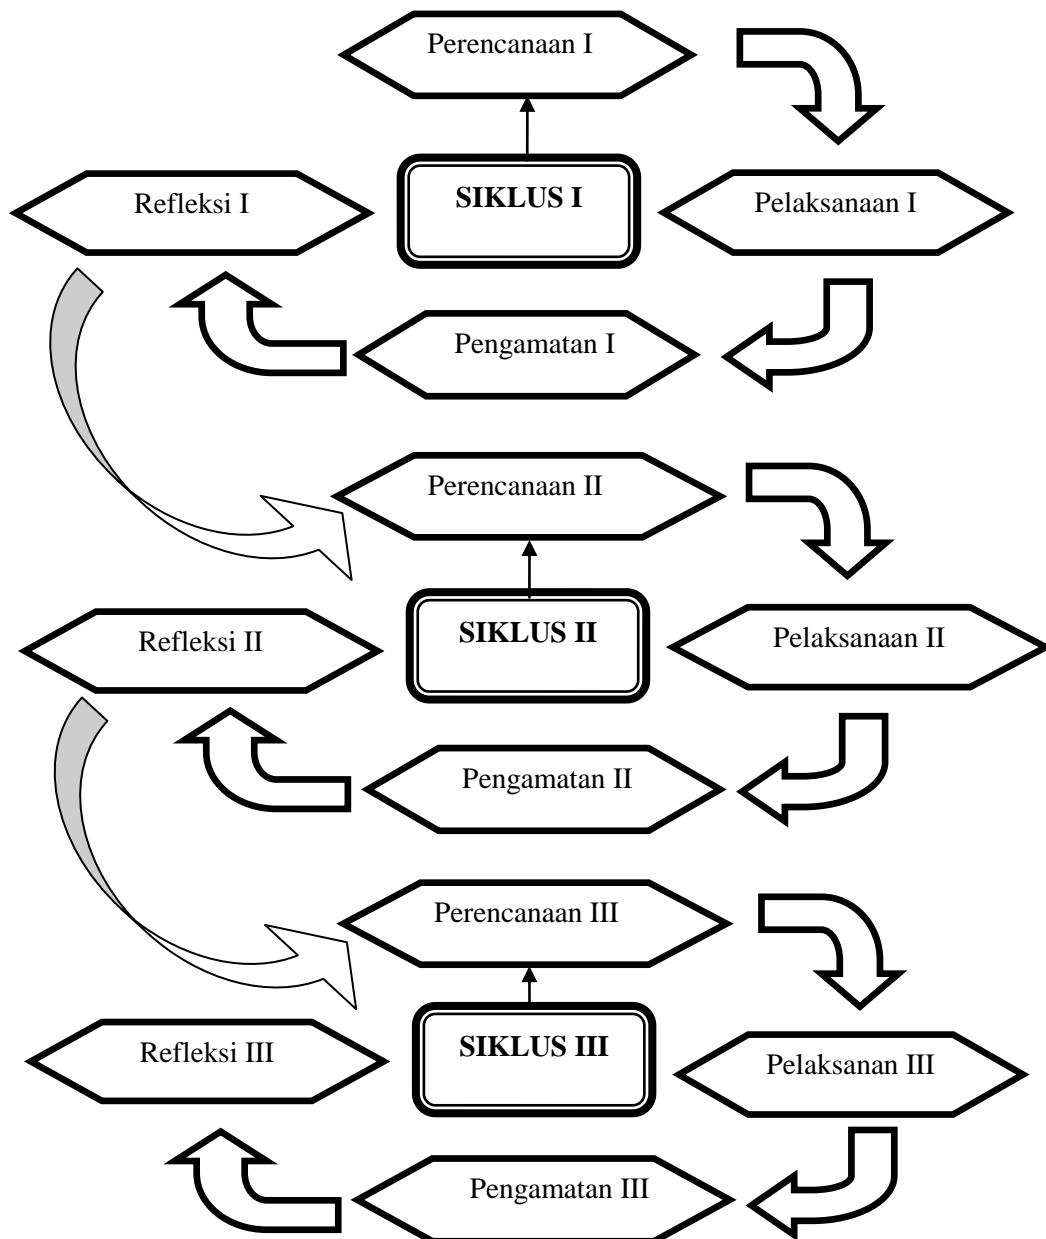 Perencanaan I
Refleksi I
SIKLUS I
Pelaksanaan I
Pengamatan I
Perencanaan II
Refleksi II
SIKLUS II
Pelaksanaan II
Pengamatan II
Perencanaan III
Refleksi III
SIKLUS III
Pelaksanan III
Pengamatan III